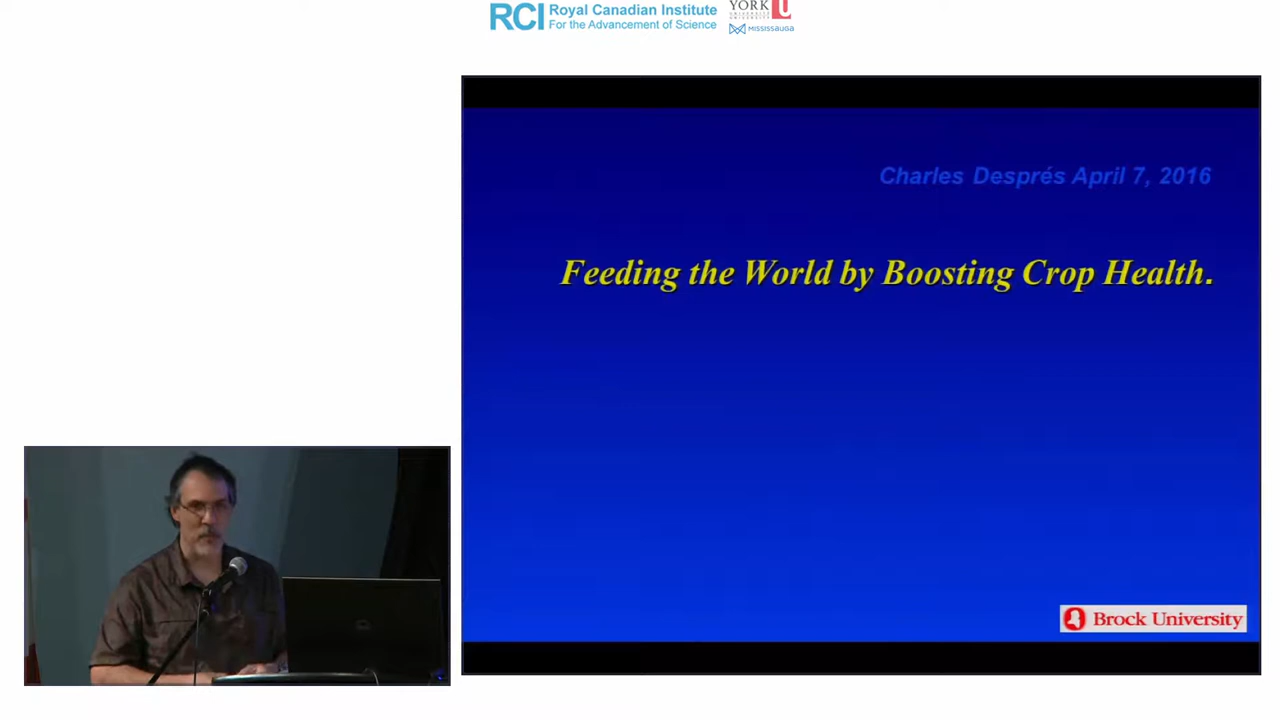 RCI Royal Canadian Institute
For the Advancement of Science
YORK U
UNIVERSITY
MISSISSAUGA
Charles Després April 7, 2016
Feeding the World by Boosting Crop Health.
Brock University